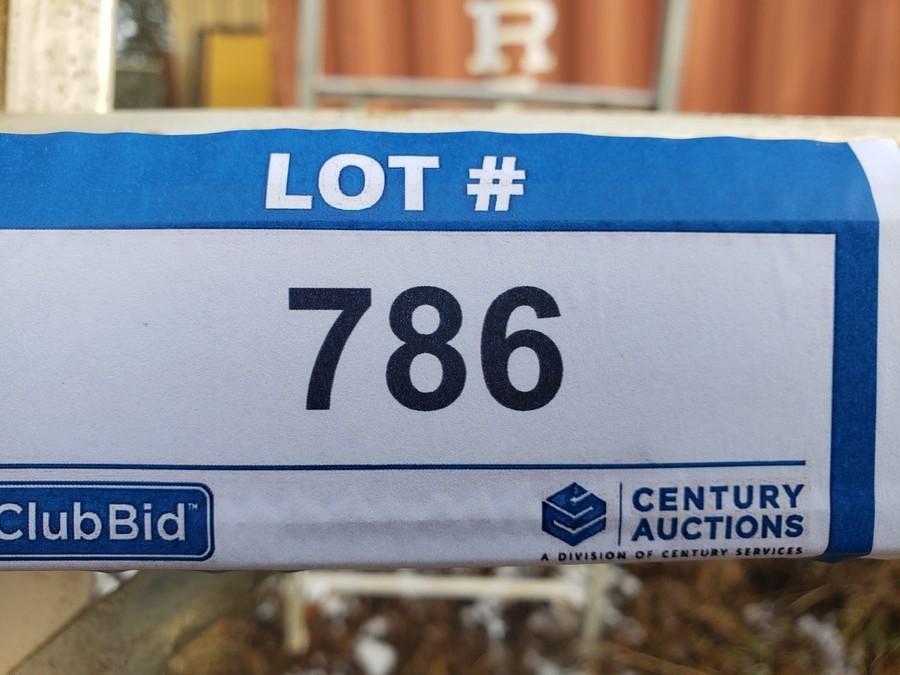 R
LOT #
786
ClubBid™
CENTURY
AUCTIONS
A DIVISION OF CENTURY SERVICES